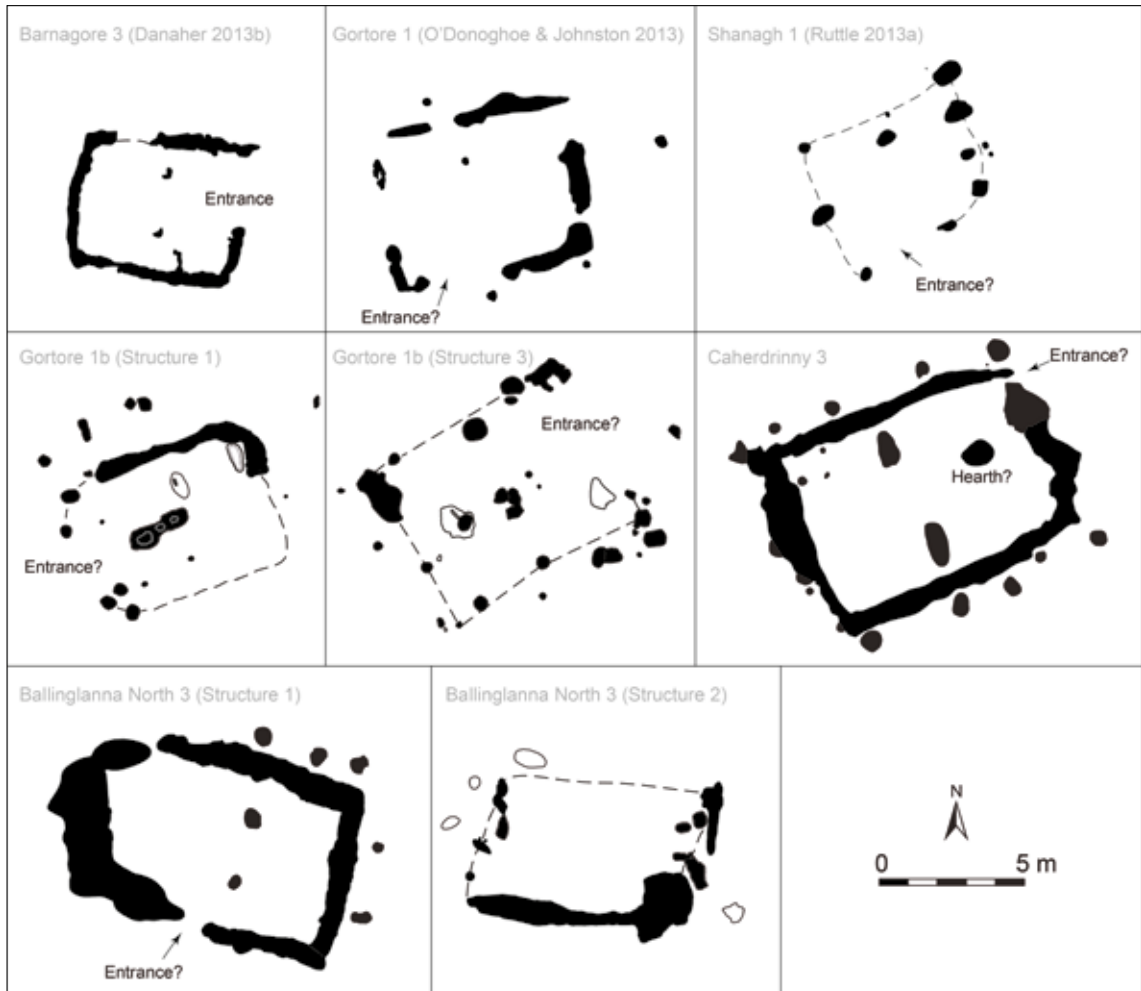 Barnagore 3 (Danaher 2013b)
Entrance
Gortore 1 (O'Donoghoe & Johnston 2013)
Entrance?
Shanagh 1 (Ruttle 2013a)
Entrance?
Gortore 1b (Structure 1)
Entrance?
Gortore 1b (Structure 3)
Entrance?
Caherdrinny 3
Entrance?
Hearth?
Ballinglanna North 3 (Structure 1)
Entrance?
Ballinglanna North 3 (Structure 2)
N
0 5 m